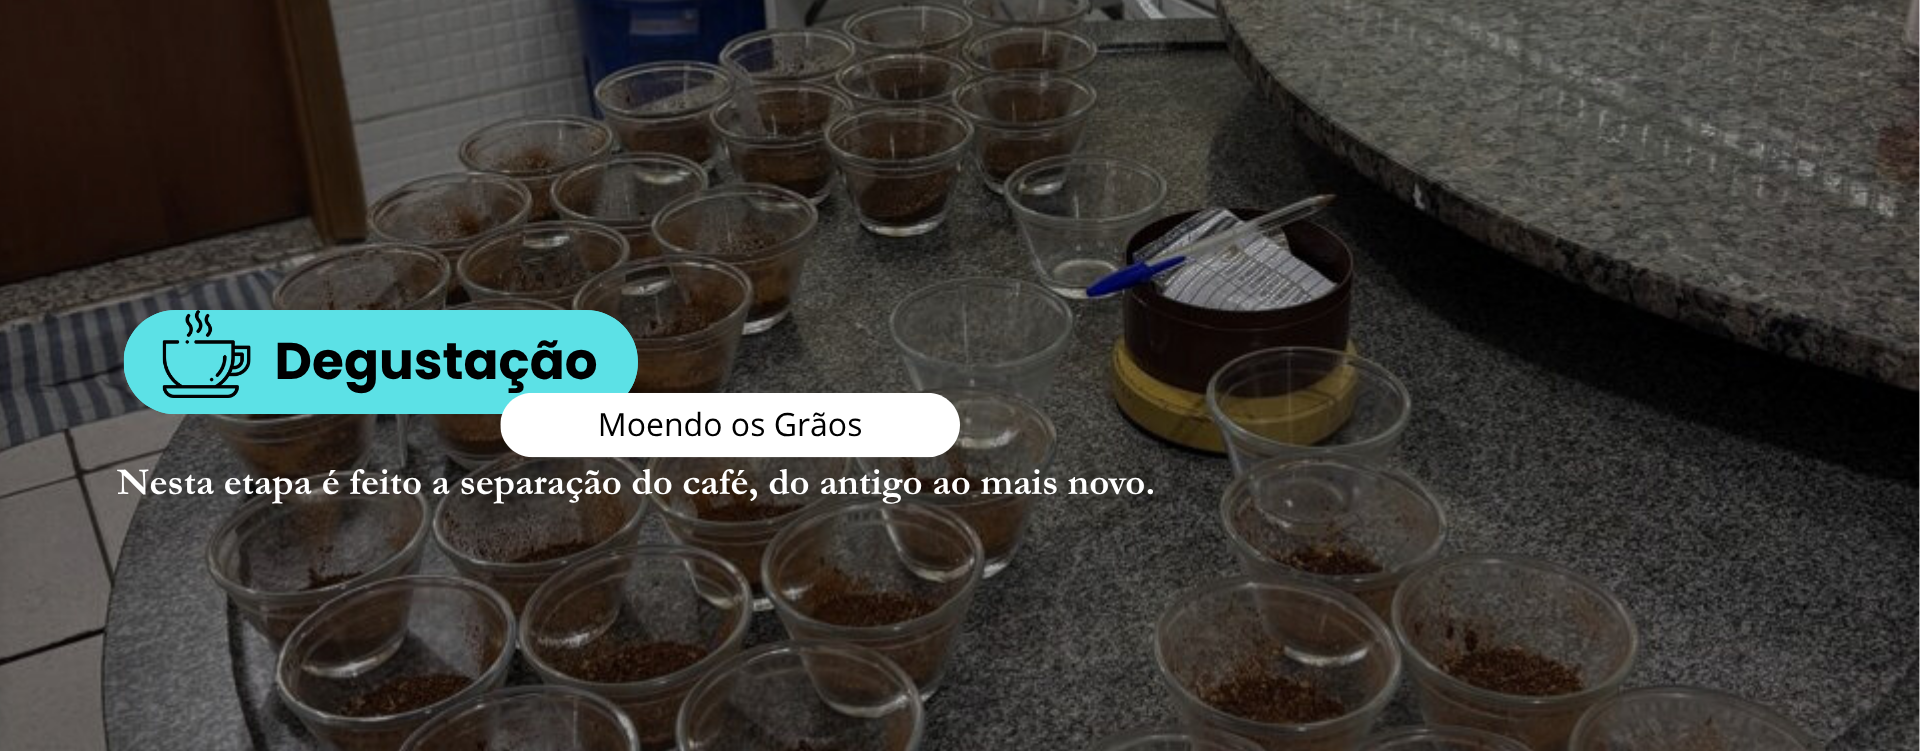 Degustação
Moendo os Grãos
Nesta etapa é feito a separação do café, do antigo ao mais novo.